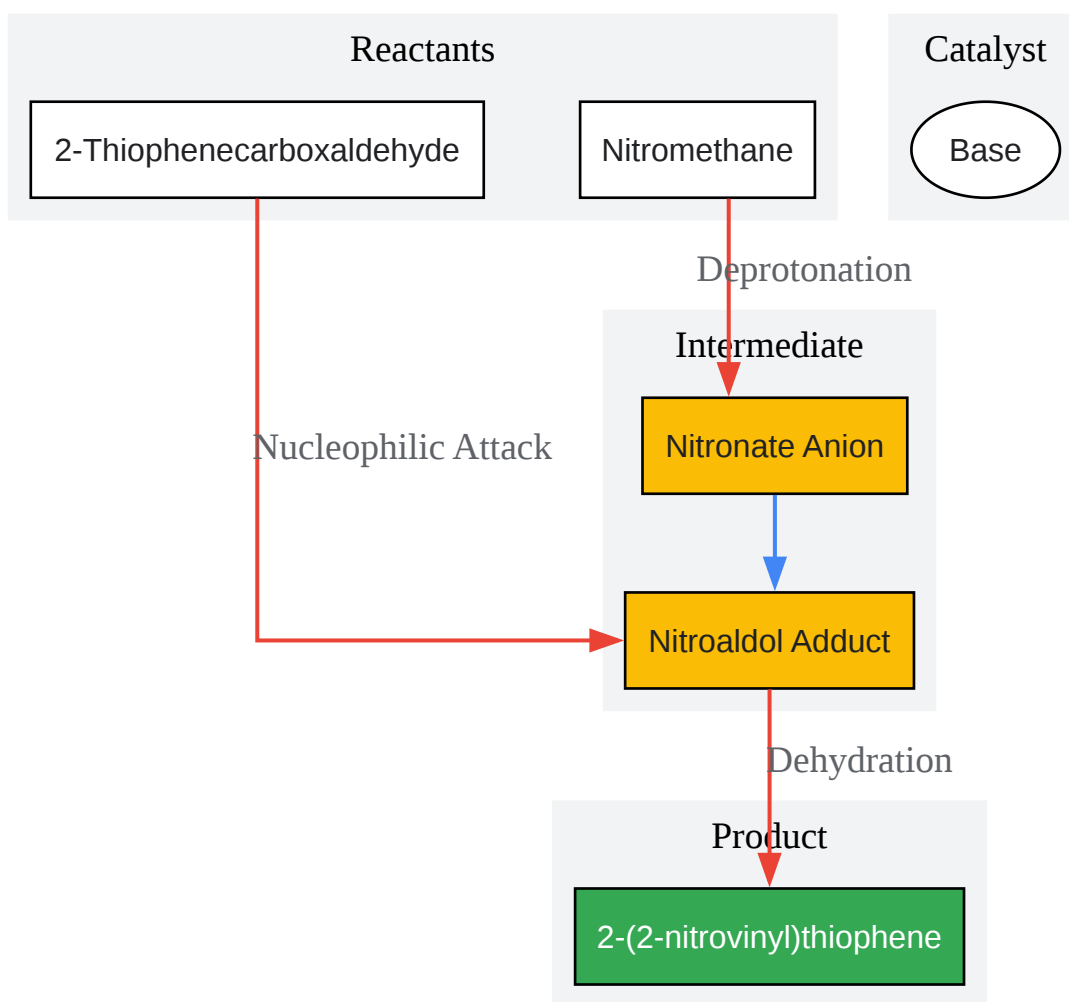 Reactants
Catalyst
2-Thiophenecarboxaldehyde
Nitromethane
Base
Deprotonation
Intermediate
Nucleophilic Attack
Nitronate Anion
Nitroaldol Adduct
Dehydration
Product
2-(2-nitrovinyl)thiophene